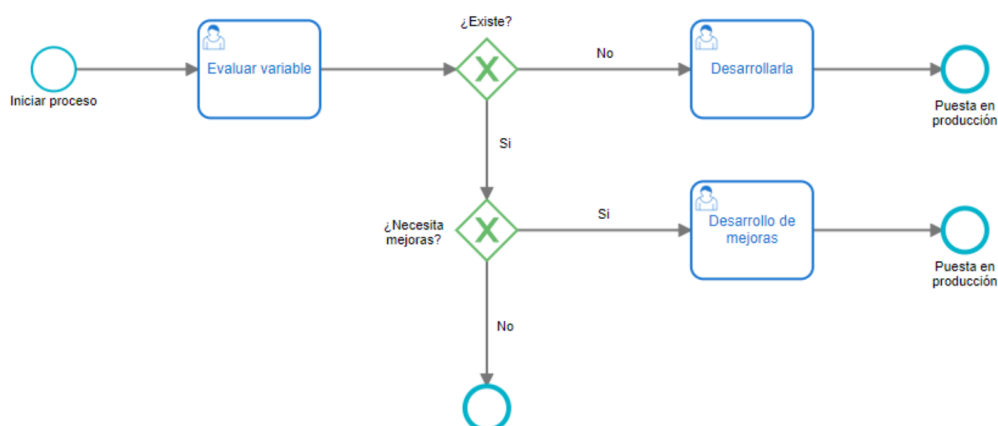 ¿Existe?
Evaluar variable
No
Desarrollarla
Iniciar proceso
Puesta en
producción
Si
¿Necesita
mejoras?
Si
Desarrollo de
mejoras
Puesta en
producción
No